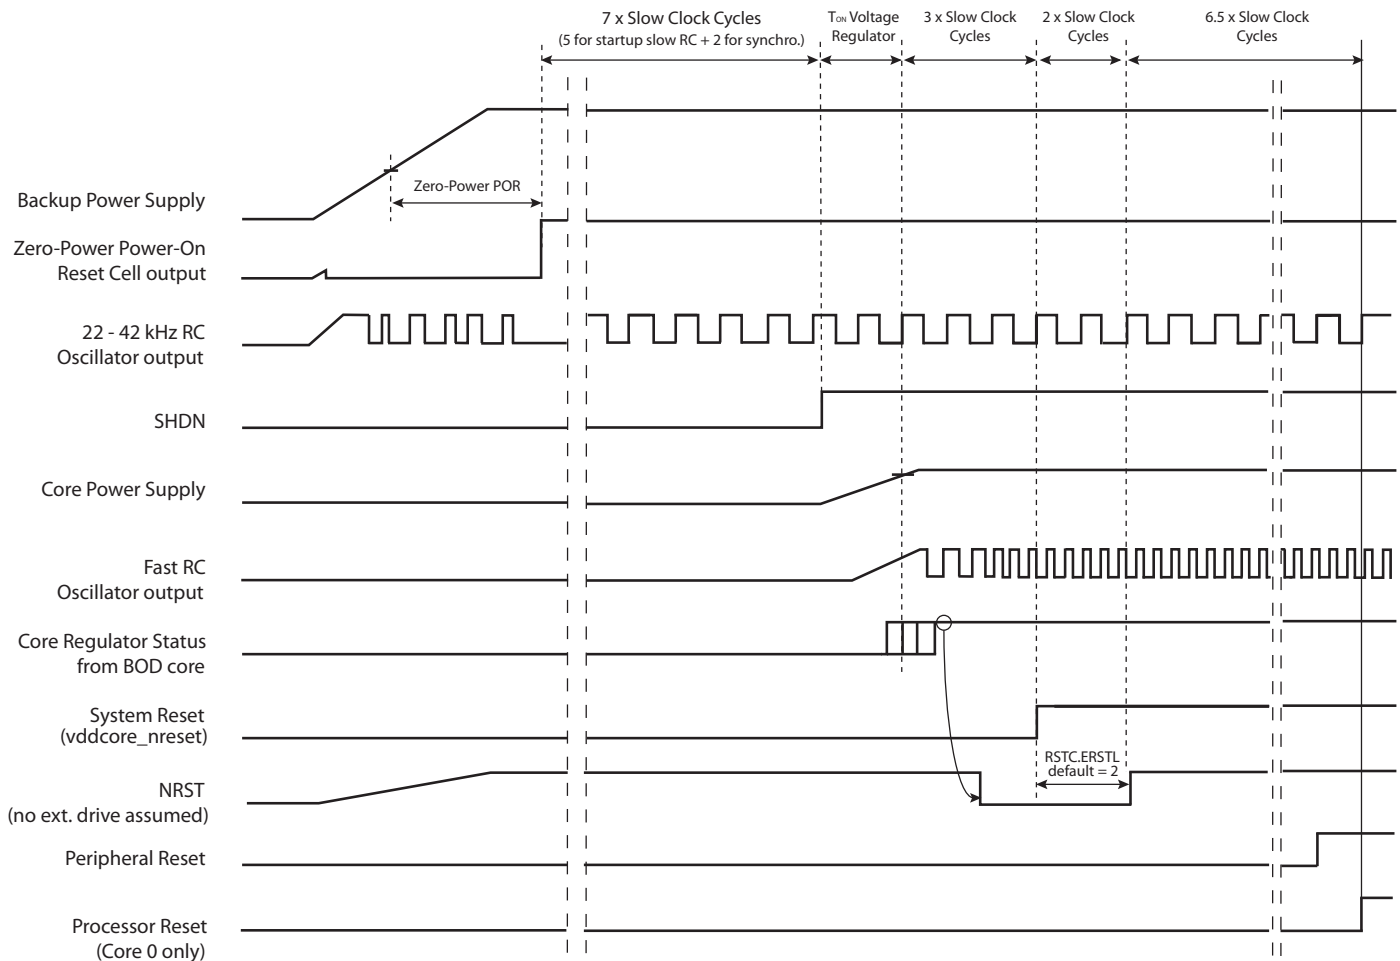 7 x Slow Clock Cycles
(5 for startup slow RC + 2 for synchro.)
TON Voltage
Regulator
3 x Slow Clock
Cycles
2 x Slow Clock
Cycles
6.5 x Slow Clock
Cycles
Backup Power Supply
Zero-Power POR
Zero-Power Power-On
Reset Cell output
22 - 42 kHz RC
Oscillator output
SHDN
Core Power Supply
Fast RC
Oscillator output
Core Regulator Status
from BOD core
System Reset
(vddcore_nreset)
RSTC.ERSTL
default = 2
NRST
(no ext. drive assumed)
Peripheral Reset
Processor Reset
(Core 0 only)